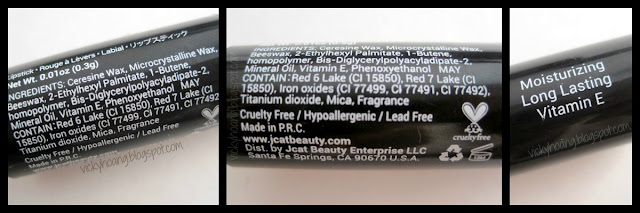 Lipstick • Rouge à Lèvers • Labial • リップスティック
Net Wt. 0.01oz (0.3g)
INGREDIENTS: Ceresine Wax, Microcrystalline Wax,
Beeswax, 2-Ethylhexyl Palmitate, 1-Butene,
homopolymer, Bis-Diglycerylpolyacyladipate-2,
Mineral Oil, Vitamin E, Phenoxyethanol MAY
CONTAIN: Red 6 Lake (CI 15850), Red 7 Lake
(CI 15850), Iron oxides (CI 77499, CI 77491, CI 77492),
Titanium dioxide, Mica, Fragrance
Cruelty Free / Hypoallergenic / Lead Free
Made in P.R.C.
vickyhoang.blogspot.com
INGREDIENTS: Ceresine Wax, Microcrystalline Wax,
Beeswax, 2-Ethylhexyl Palmitate, 1-Butene,
homopolymer, Bis-Diglycerylpolyacyladipate-2,
Mineral Oil, Vitamin E, Phenoxyethanol MAY
CONTAIN: Red 6 Lake (CI 15850), Red 7 Lake
(CI 15850), Iron oxides (CI 77499, CI 77491, CI 77492),
Titanium dioxide, Mica, Fragrance
Cruelty Free / Hypoallergenic / Lead Free
Made in P.R.C.
www.jcatbeauty.com
Dist. by Jcat Beauty Enterprise LLC
Santa Fe Springs, CA 90670 U.S.A.
cruelty free
Moisturizing
Long Lasting
Vitamin E
vickyhoang.blogspot.com